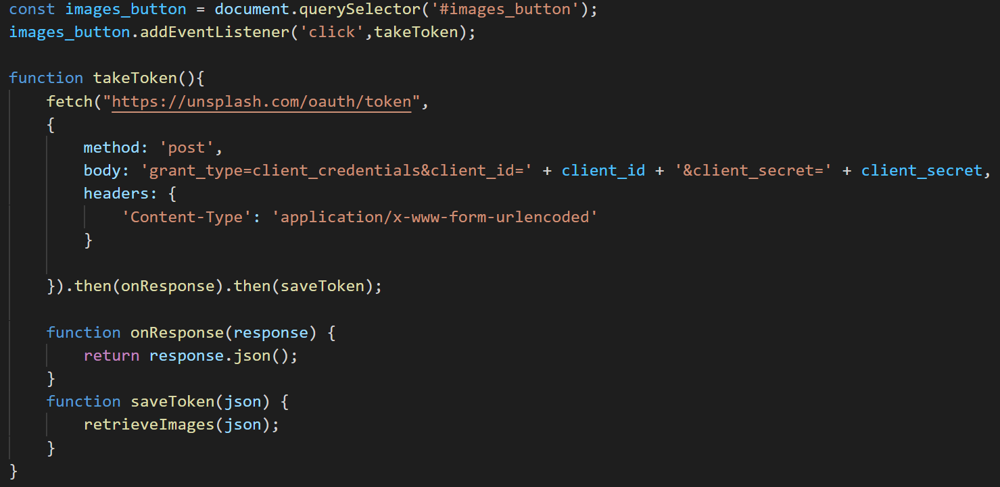 const images_button = document.querySelector('#images_button');
images_button.addEventListener('click',takeToken);
function takeToken(){
fetch("https://unsplash.com/oauth/token",
{
method: 'post',
body: 'grant_type=client_credentials&client_id=' + client_id + '&client_secret=' + client_secret,
headers: {
'Content-Type': 'application/x-www-form-urlencoded'
}
}).then(onResponse).then(saveToken);
function onResponse(response) {
return response.json();
}
function saveToken(json) {
retrieveImages(json);
}
}